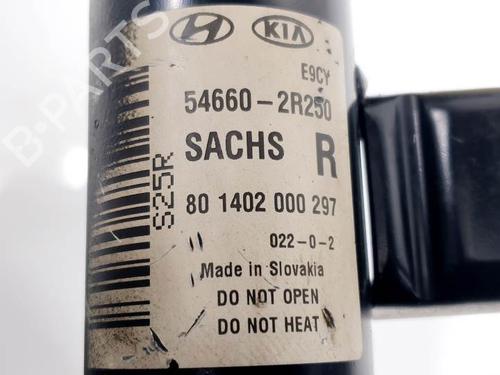 KIA
E9CY
54660-2R250
SACHS R
80 1402 000 297
022-0-2
Made in Slovakia
DO NOT OPEN
DO NOT HEAT
S25R
B-PARTS